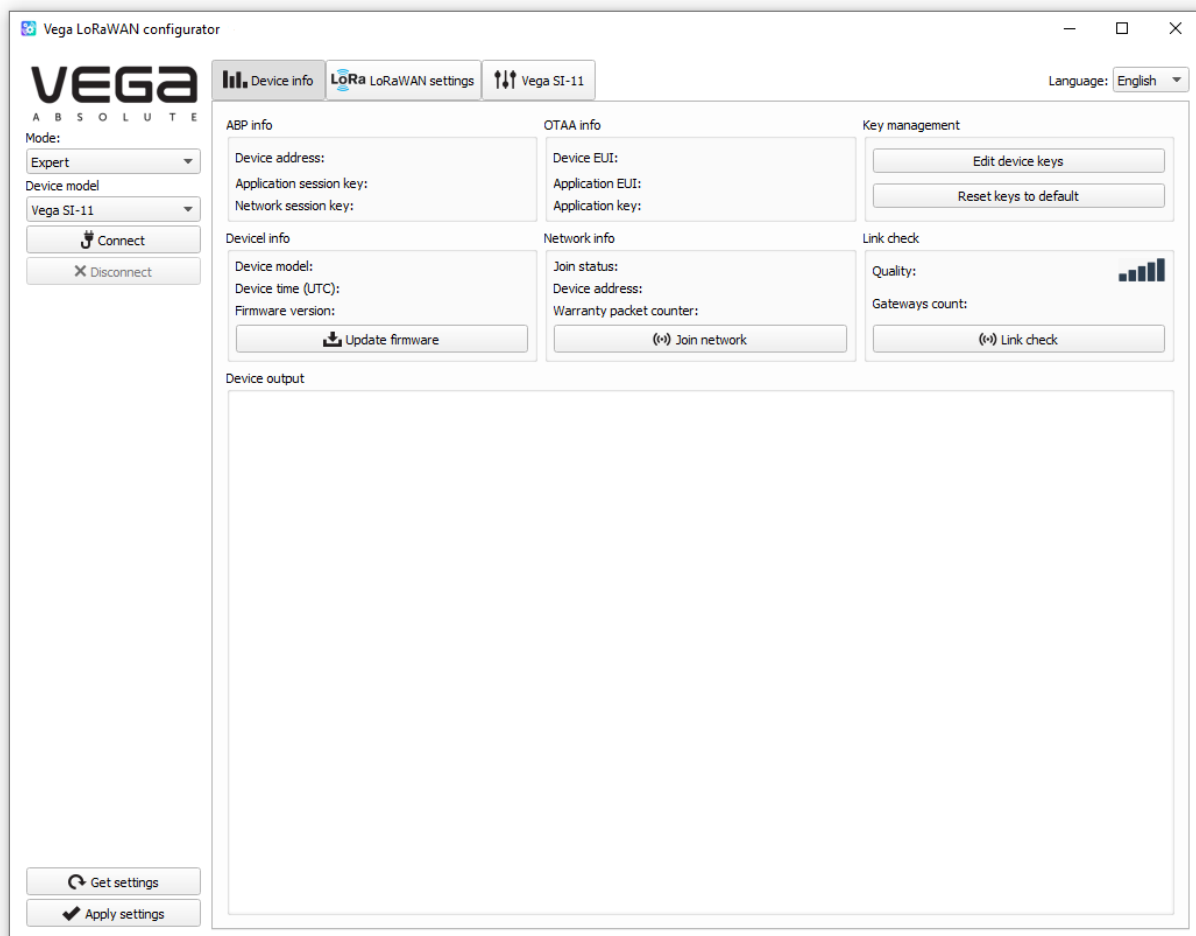 Vega LoRaWAN configurator
VEGA
ABSOLUTE
Mode:
Expert
Device model
Vega SI-11
Connect
Disconnect
Get settings
Apply settings
Device info
LoRa LoRaWAN settings
Vega SI-11
Language: English
ABP info
Device address:
Application session key:
Network session key:
OTAA info
Device EUI:
Application EUI:
Application key:
Key management
Edit device keys
Reset keys to default
Devicel info
Device model:
Device time (UTC):
Firmware version:
Update firmware
Network info
Join status:
Device address:
Warranty packet counter:
Join network
Link check
Quality:
Gateways count:
Link check
Device output